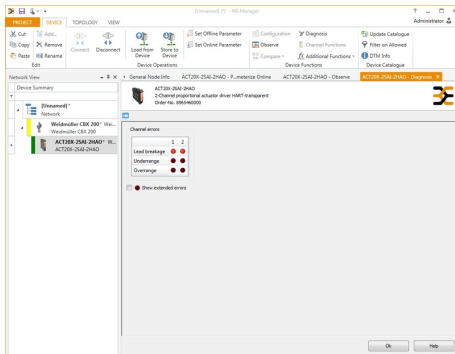 [Unnamed] (*) - MS Manager
PROJECT DEVICE TOPOLOGY VIEW Administrator
Cut Add... Set Offline Parameter Configuration Diagnosis Update Catalogue
Copy Remove Set Online Parameter Observe Channel Functions Filter on Allowed
Paste Rename Connect Disconnect Load from Device Store to Device Compare Additional Functions DTM Info
Edit Device Operations Device Functions Device Catalogue
Network View General Node Info ACT20X-2SAI-2HAO - P...meterize Online ACT20X-2SAI-2HAO - Observe ACT20X-2SAI-2HAO - Diagnosis
Device Summary
ACT20X-2SAI-2HAO
2-Channel proportional actuator driver HART-transparent
Order-No. 8965460000
[Unnamed]*
Network
Weidmüller CBX 200* Wei...
Weidmüller CBX 200
ACT20X-2SAI-2HAO* W...
ACT20X-2SAI-2HAO
Channel errors
1 2
Lead breakage
Underrange
Overrange
Show extended errors
Ok Help